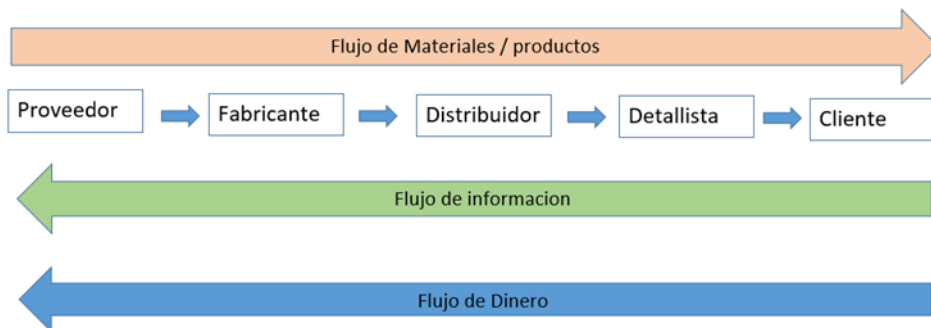 Flujo de Materiales / productos
Proveedor
Fabricante
Distribuidor
Detallista
Cliente
Flujo de informacion
Flujo de Dinero